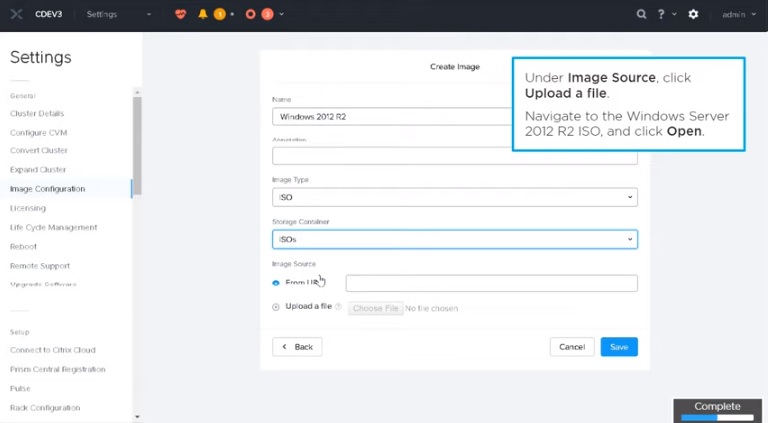 CDEV3 Settings 1 3 ? admin
Settings
General
Cluster Details
Configure CVM
Convert Cluster
Expand Cluster
Image Configuration
Licensing
Life Cycle Management
Reboot
Remote Support
Upgrade Software
Setup
Connect to Citrix Cloud
Prism Central Registration
Pulse
Rack Configuration
Create Image
Name
Windows 2012 R2
Annotation
Image Type
ISO
Storage Container
ISOs
Image Source
From URL
Upload a file ? Choose File No file chosen
Back Cancel Save
Under Image Source, click
Upload a file.
Navigate to the Windows Server
2012 R2 ISO, and click Open.
Complete